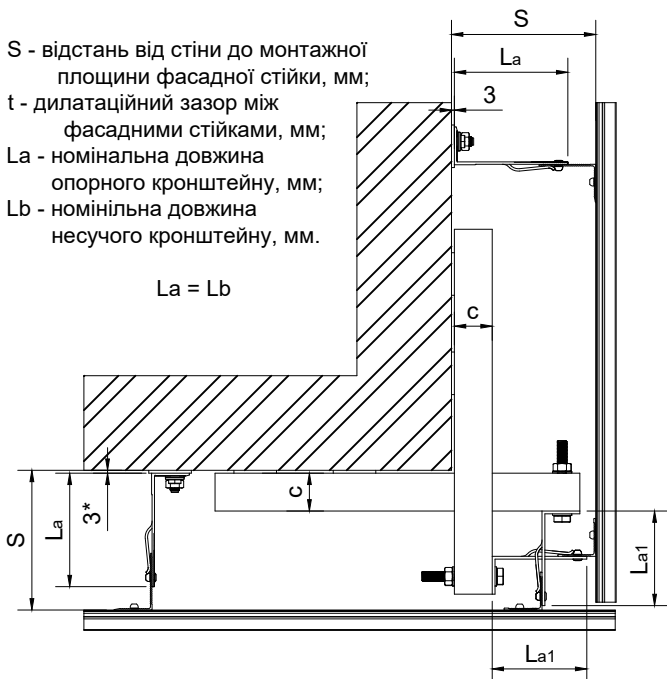 S - відстань від стіни до монтажної
площини фасадної стійки, мм;
t - дилатаційний зазор між
фасадними стійками, мм;
La - номінальна довжина
опорного кронштейну, мм;
Lb - номінільна довжина
несучого кронштейну, мм.
La = Lb
S
La
3
c
S
La
3*
c
La1
La1